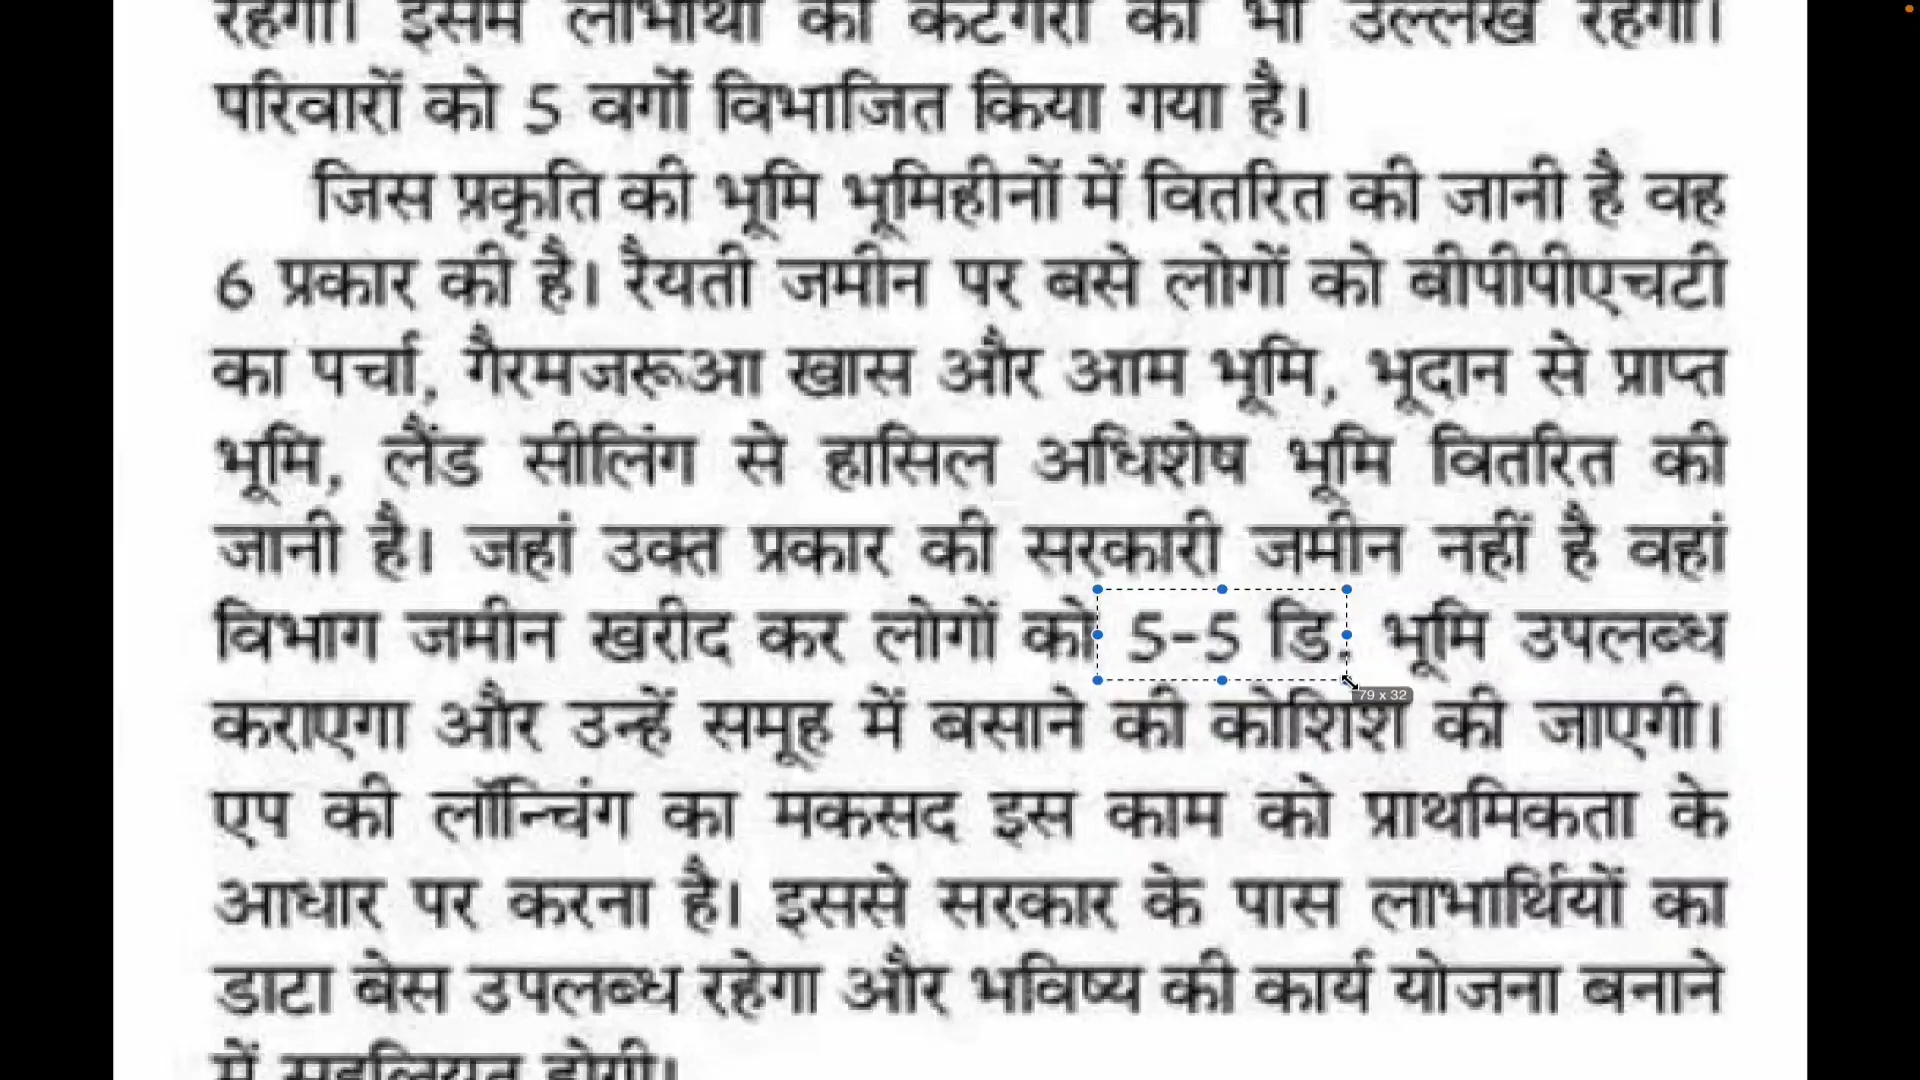 रहेगा। इसमें लाभार्थी की कैटेगरी का भी उल्लेख रहेगा।
परिवारों को 5 वर्गों विभाजित किया गया है।
जिस प्रकृति की भूमि भूमिहीनों में वितरित की जानी है वह
6 प्रकार की है। रैयती जमीन पर बसे लोगों को बीपीपीएचटी
का पर्चा, गैरमजरूआ खास और आम भूमि, भूदान से प्राप्त
भूमि, लैंड सीलिंग से हासिल अधिशेष भूमि वितरित की
जानी है। जहां उक्त प्रकार की सरकारी जमीन नहीं है वहां
विभाग जमीन खरीद कर लोगों को 5-5 डि. भूमि उपलब्ध
79 x 32
कराएगा और उन्हें समूह में बसाने की कोशिश की जाएगी।
एप की लॉन्चिंग का मकसद इस काम को प्राथमिकता के
आधार पर करना है। इससे सरकार के पास लाभार्थियों का
डाटा बेस उपलब्ध रहेगा और भविष्य की कार्य योजना बनाने
में सहूलियत होगी।